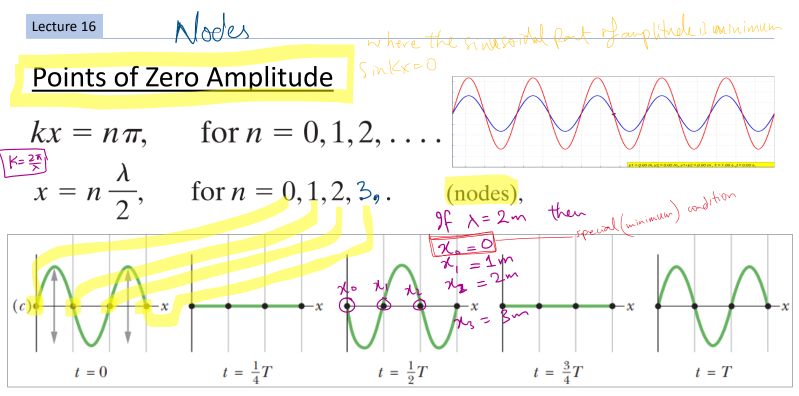 Lecture 16
Nodes
where the sinusoidal part of amplitude is minimum
Sin Kx = 0
Points of Zero Amplitude
kx = nπ, for n = 0, 1, 2, . . . .
K = 2π/λ
x = n λ/2, for n = 0, 1, 2, 3, . (nodes),
If λ = 2m then
special (minimum) condition
x₀ = 0
x₁ = 1m
x₂ = 2m
x₃ = 3m
x₀ x₁ x₂
(c) x x x x x
t = 0 t = 1/4 T t = 1/2 T t = 3/4 T t = T